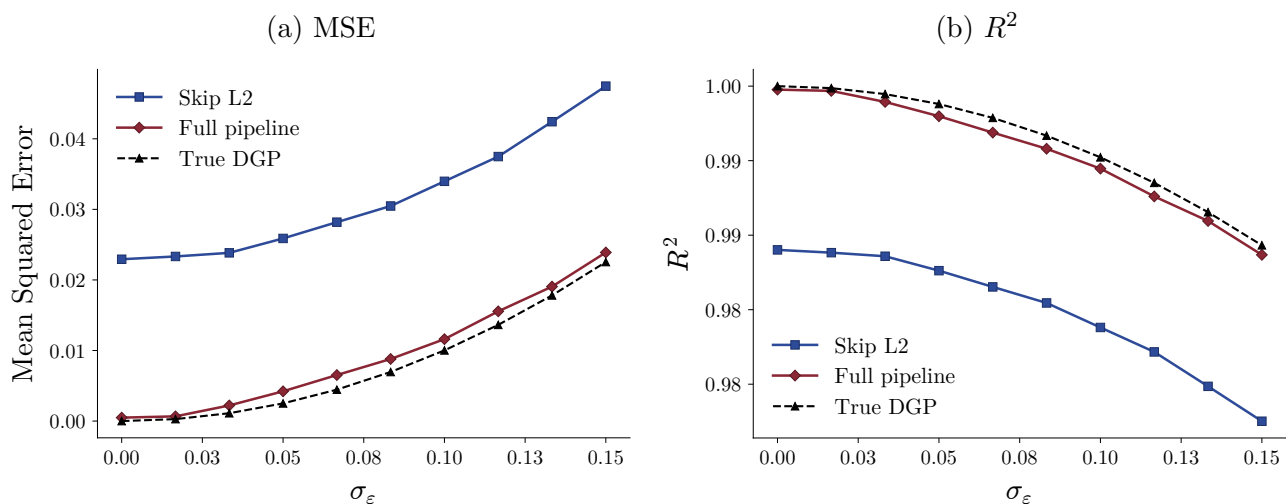 (a) MSE
Mean Squared Error
0.04
0.03
0.02
0.01
0.00
Skip L2
Full pipeline
True DGP
0.00 0.03 0.05 0.08 0.10 0.13 0.15
σ_ε
(b) R²
R²
1.00
0.99
0.99
0.98
0.98
Skip L2
Full pipeline
True DGP
0.00 0.03 0.05 0.08 0.10 0.13 0.15
σ_ε